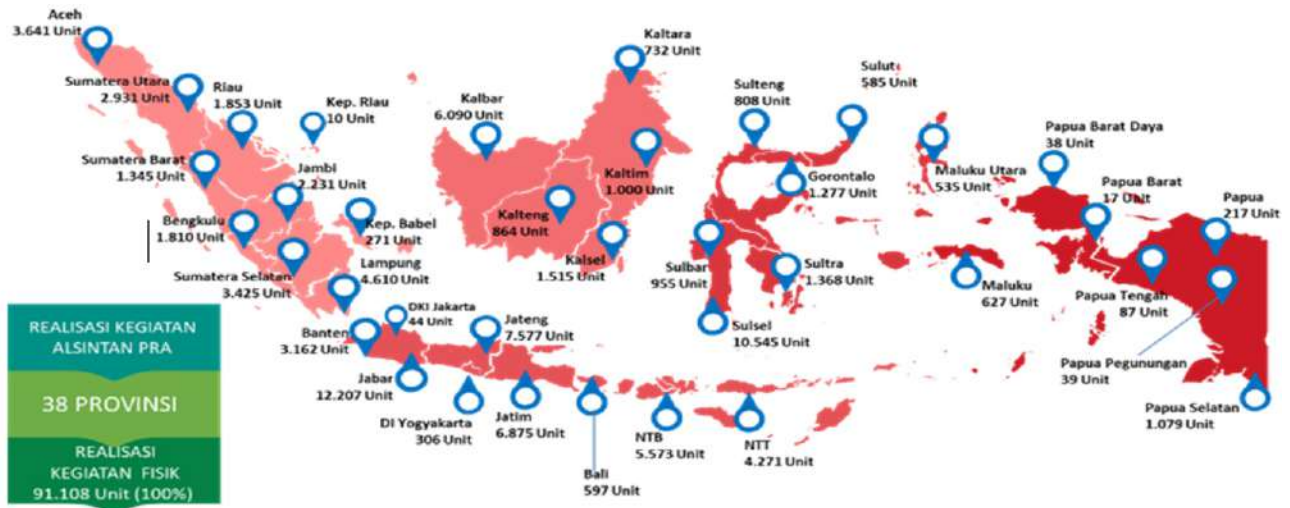 Aceh
3.641 Unit
Sumatera Utara
2.931 Unit
Riau
1.853 Unit
Kep. Riau
10 Unit
Sumatera Barat
1.345 Unit
Jambi
2.231 Unit
Bengkulu
1.810 Unit
Kep. Babel
271 Unit
Sumatera Selatan
3.425 Unit
Lampung
4.610 Unit
Kalbar
6.090 Unit
Kaltara
732 Unit
Kaltim
1.000 Unit
Kalteng
864 Unit
Kalsel
1.515 Unit
Sulteng
808 Unit
Sulut
585 Unit
Gorontalo
1.277 Unit
Sulbar
955 Unit
Sultra
1.368 Unit
Sulsel
10.545 Unit
Maluku Utara
535 Unit
Maluku
627 Unit
Papua Barat Daya
38 Unit
Papua Barat
17 Unit
Papua
217 Unit
Papua Tengah
87 Unit
Papua Pegunungan
39 Unit
Papua Selatan
1.079 Unit
Banten
3.162 Unit
DKI Jakarta
44 Unit
Jabar
12.207 Unit
Jateng
7.577 Unit
DI Yogyakarta
306 Unit
Jatim
6.875 Unit
Bali
597 Unit
NTB
5.573 Unit
NTT
4.271 Unit
REALISASI KEGIATAN
ALSINTAN PRA
38 PROVINSI
REALISASI
KEGIATAN FISIK
91.108 Unit (100%)